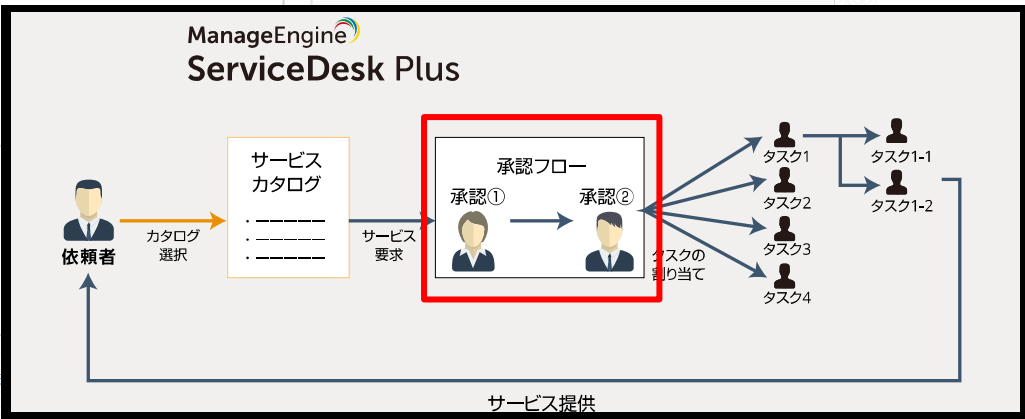 ManageEngine
ServiceDesk Plus
依頼者
カタログ
選択
サービス
カタログ
・－－－－－
・－－－－－
・－－－－－
サービス
要求
承認フロー
承認①
承認②
タスクの
割り当て
タスク1
タスク2
タスク3
タスク4
タスク1-1
タスク1-2
サービス提供